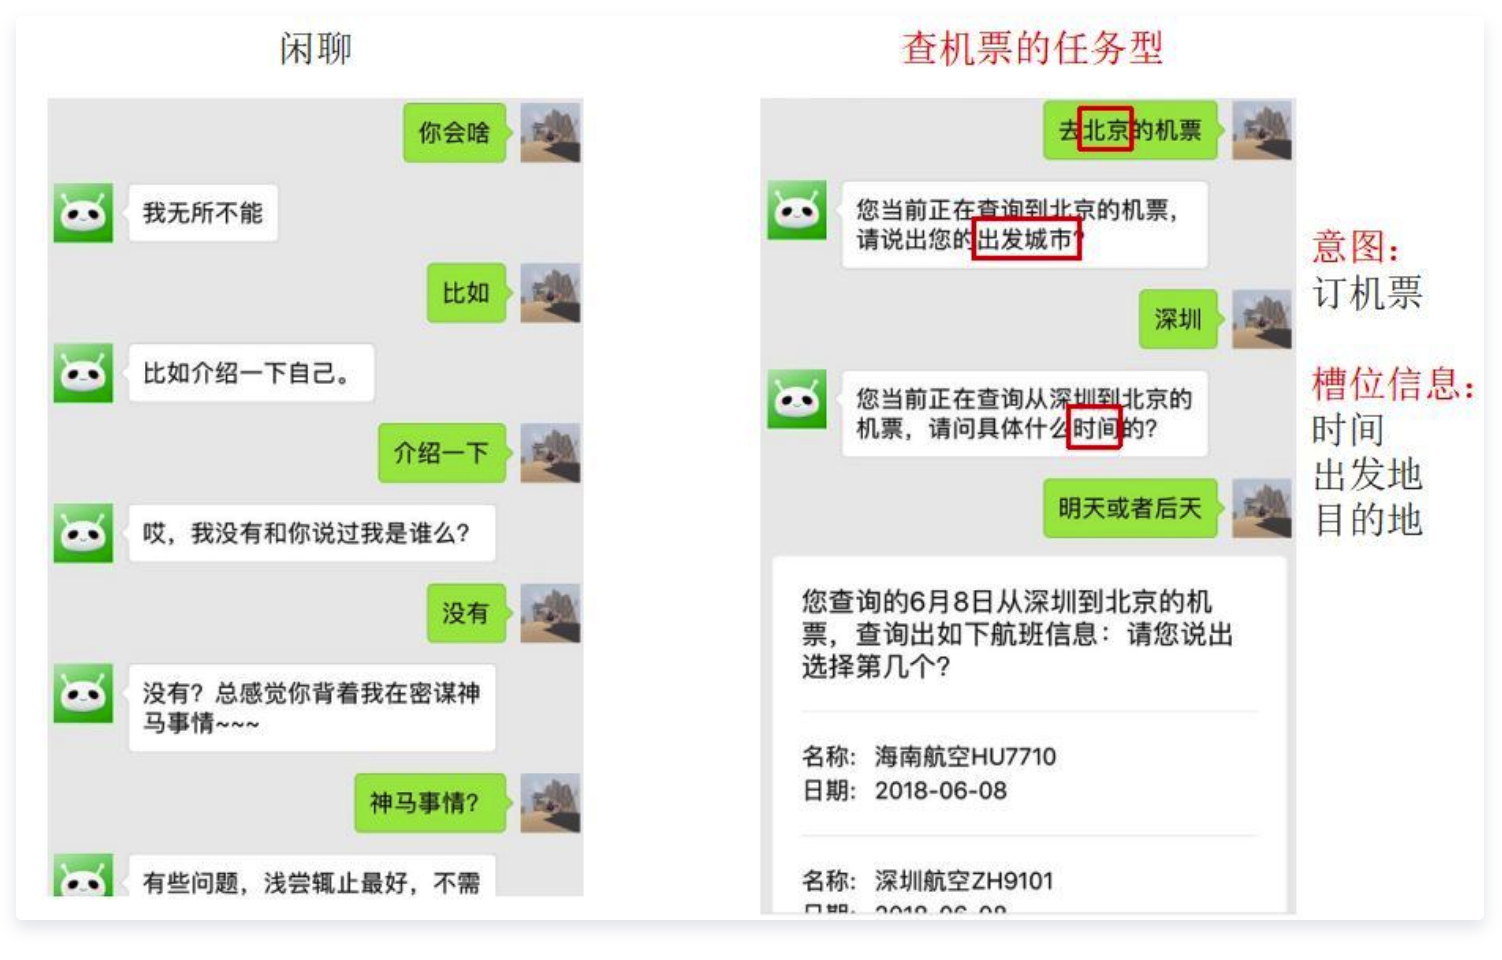 闲聊
你会啥
我无所不能
比如
比如介绍一下自己。
介绍一下
哎，我没有和你说过我是谁么？
没有
没有？总感觉你背着我在密谋神
马事情~~~
神马事情？
有些问题，浅尝辄止最好，不需
查机票的任务型
去北京的机票
您当前正在查询到北京的机票，
请说出您的出发城市？
深圳
您当前正在查询从深圳到北京的
机票，请问具体什么时间的？
明天或者后天
您查询的6月8日从深圳到北京的机
票，查询出如下航班信息：请您说出
选择第几个？
名称：海南航空HU7710
日期：2018-06-08
名称：深圳航空ZH9101
日期：2018-06-08
意图：
订机票
槽位信息：
时间
出发地
目的地